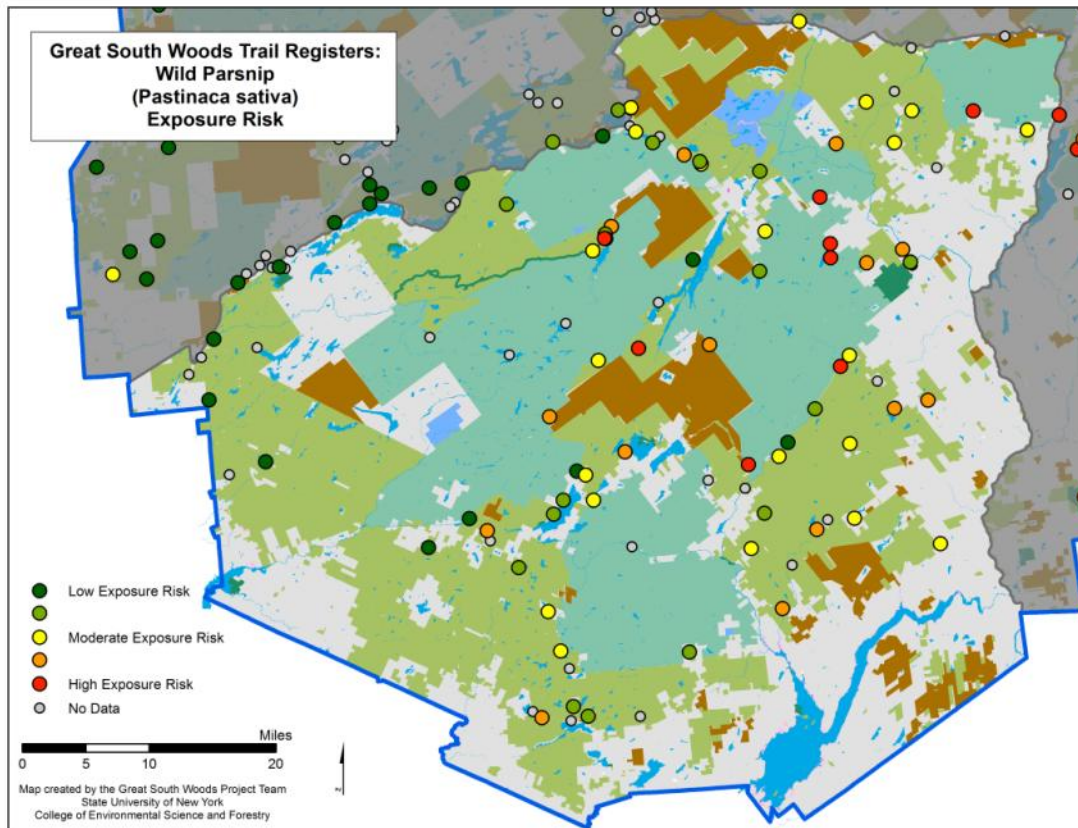 Great South Woods Trail Registers:
Wild Parsnip
(Pastinaca sativa)
Exposure Risk
Low Exposure Risk
Moderate Exposure Risk
High Exposure Risk
No Data
Miles
0 5 10 20
Map created by the Great South Woods Project Team
State University of New York
College of Environmental Science and Forestry